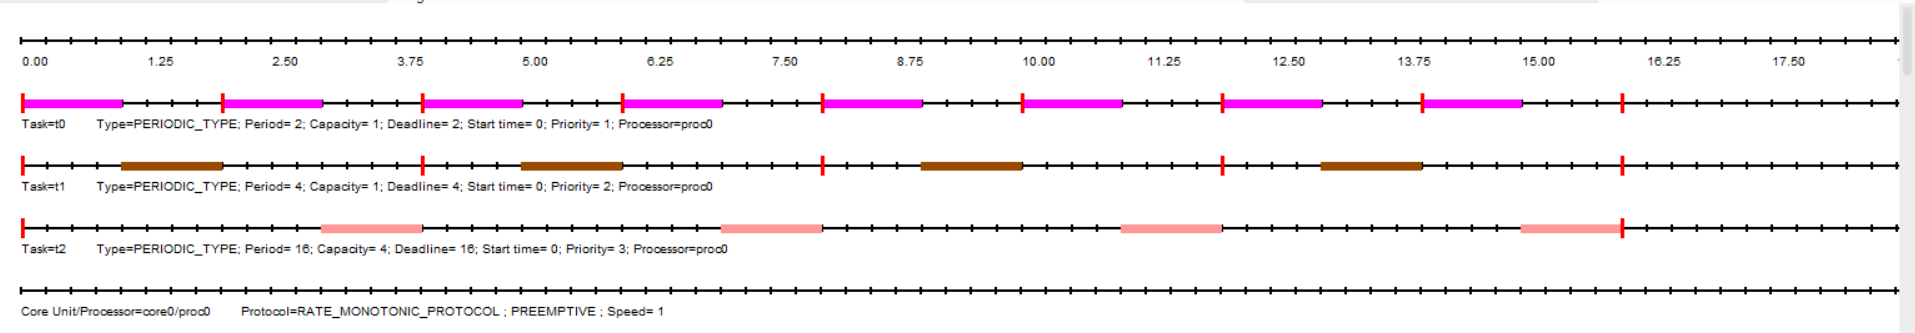 0.00 1.25 2.50 3.75 5.00 6.25 7.50 8.75 10.00 11.25 12.50 13.75 15.00 16.25 17.50
Task=t0 Type=PERIODIC_TYPE; Period= 2; Capacity= 1; Deadline= 2; Start time= 0; Priority= 1; Processor=proc0
Task=t1 Type=PERIODIC_TYPE; Period= 4; Capacity= 1; Deadline= 4; Start time= 0; Priority= 2; Processor=proc0
Task=t2 Type=PERIODIC_TYPE; Period= 16; Capacity= 4; Deadline= 16; Start time= 0; Priority= 3; Processor=proc0
Core Unit/Processor=core0/proc0 Protocol=RATE_MONOTONIC_PROTOCOL ; PREEMPTIVE ; Speed= 1